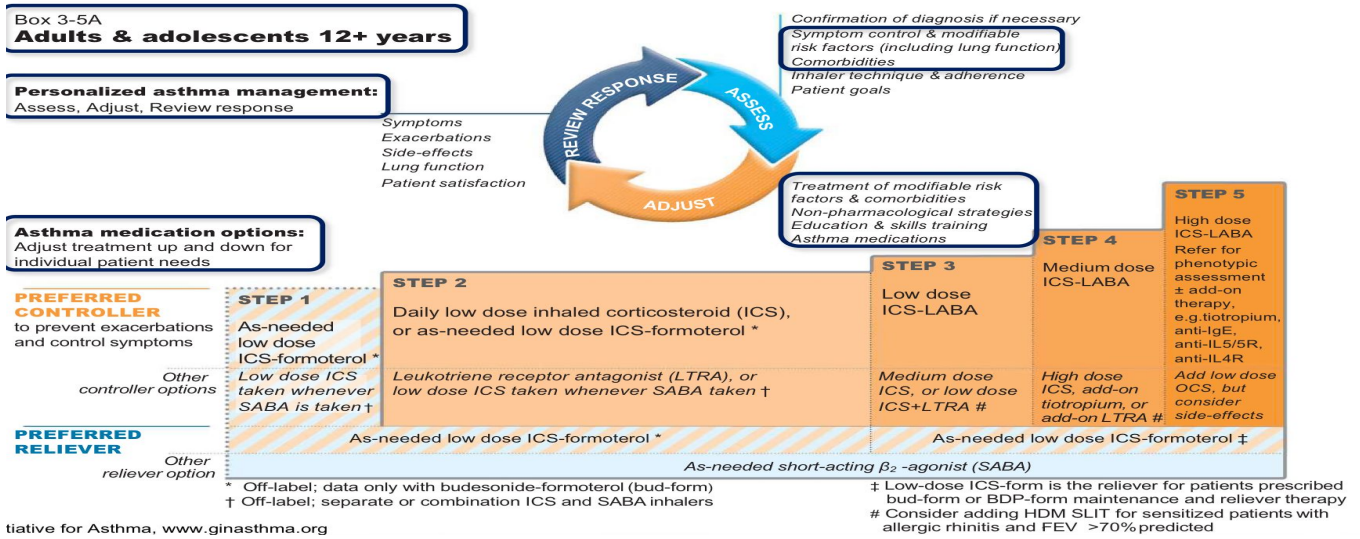 Box 3-5A
Adults & adolescents 12+ years
Personalized asthma management:
Assess, Adjust, Review response
Confirmation of diagnosis if necessary
Symptom control & modifiable
risk factors (including lung function)
Comorbidities
Inhaler technique & adherence
Patient goals
REVIEW RESPONSE
ASSESS
ADJUST
Symptoms
Exacerbations
Side-effects
Lung function
Patient satisfaction
Treatment of modifiable risk
factors & comorbidities
Non-pharmacological strategies
Education & skills training
Asthma medications
Asthma medication options:
Adjust treatment up and down for
individual patient needs
PREFERRED
CONTROLLER
to prevent exacerbations
and control symptoms
STEP 1
As-needed
low dose
ICS-formoterol *
STEP 2
Daily low dose inhaled corticosteroid (ICS),
or as-needed low dose ICS-formoterol *
STEP 3
Low dose
ICS-LABA
STEP 4
Medium dose
ICS-LABA
STEP 5
High dose
ICS-LABA
Refer for
phenotypic
assessment
± add-on
therapy,
e.g.tiotropium,
anti-IgE,
anti-IL5/5R,
anti-IL4R
Other
controller options
Low dose ICS
taken whenever
SABA is taken †
Leukotriene receptor antagonist (LTRA), or
low dose ICS taken whenever SABA taken †
Medium dose
ICS, or low dose
ICS+LTRA #
High dose
ICS, add-on
tiotropium, or
add-on LTRA #
Add low dose
OCS, but
consider
side-effects
PREFERRED
RELIEVER
As-needed low dose ICS-formoterol *
As-needed low dose ICS-formoterol ‡
Other
reliever option
As-needed short-acting β2 -agonist (SABA)
* Off-label; data only with budesonide-formoterol (bud-form)
† Off-label; separate or combination ICS and SABA inhalers
‡ Low-dose ICS-form is the reliever for patients prescribed
bud-form or BDP-form maintenance and reliever therapy
# Consider adding HDM SLIT for sensitized patients with
allergic rhinitis and FEV >70% predicted
tiative for Asthma, www.ginasthma.org